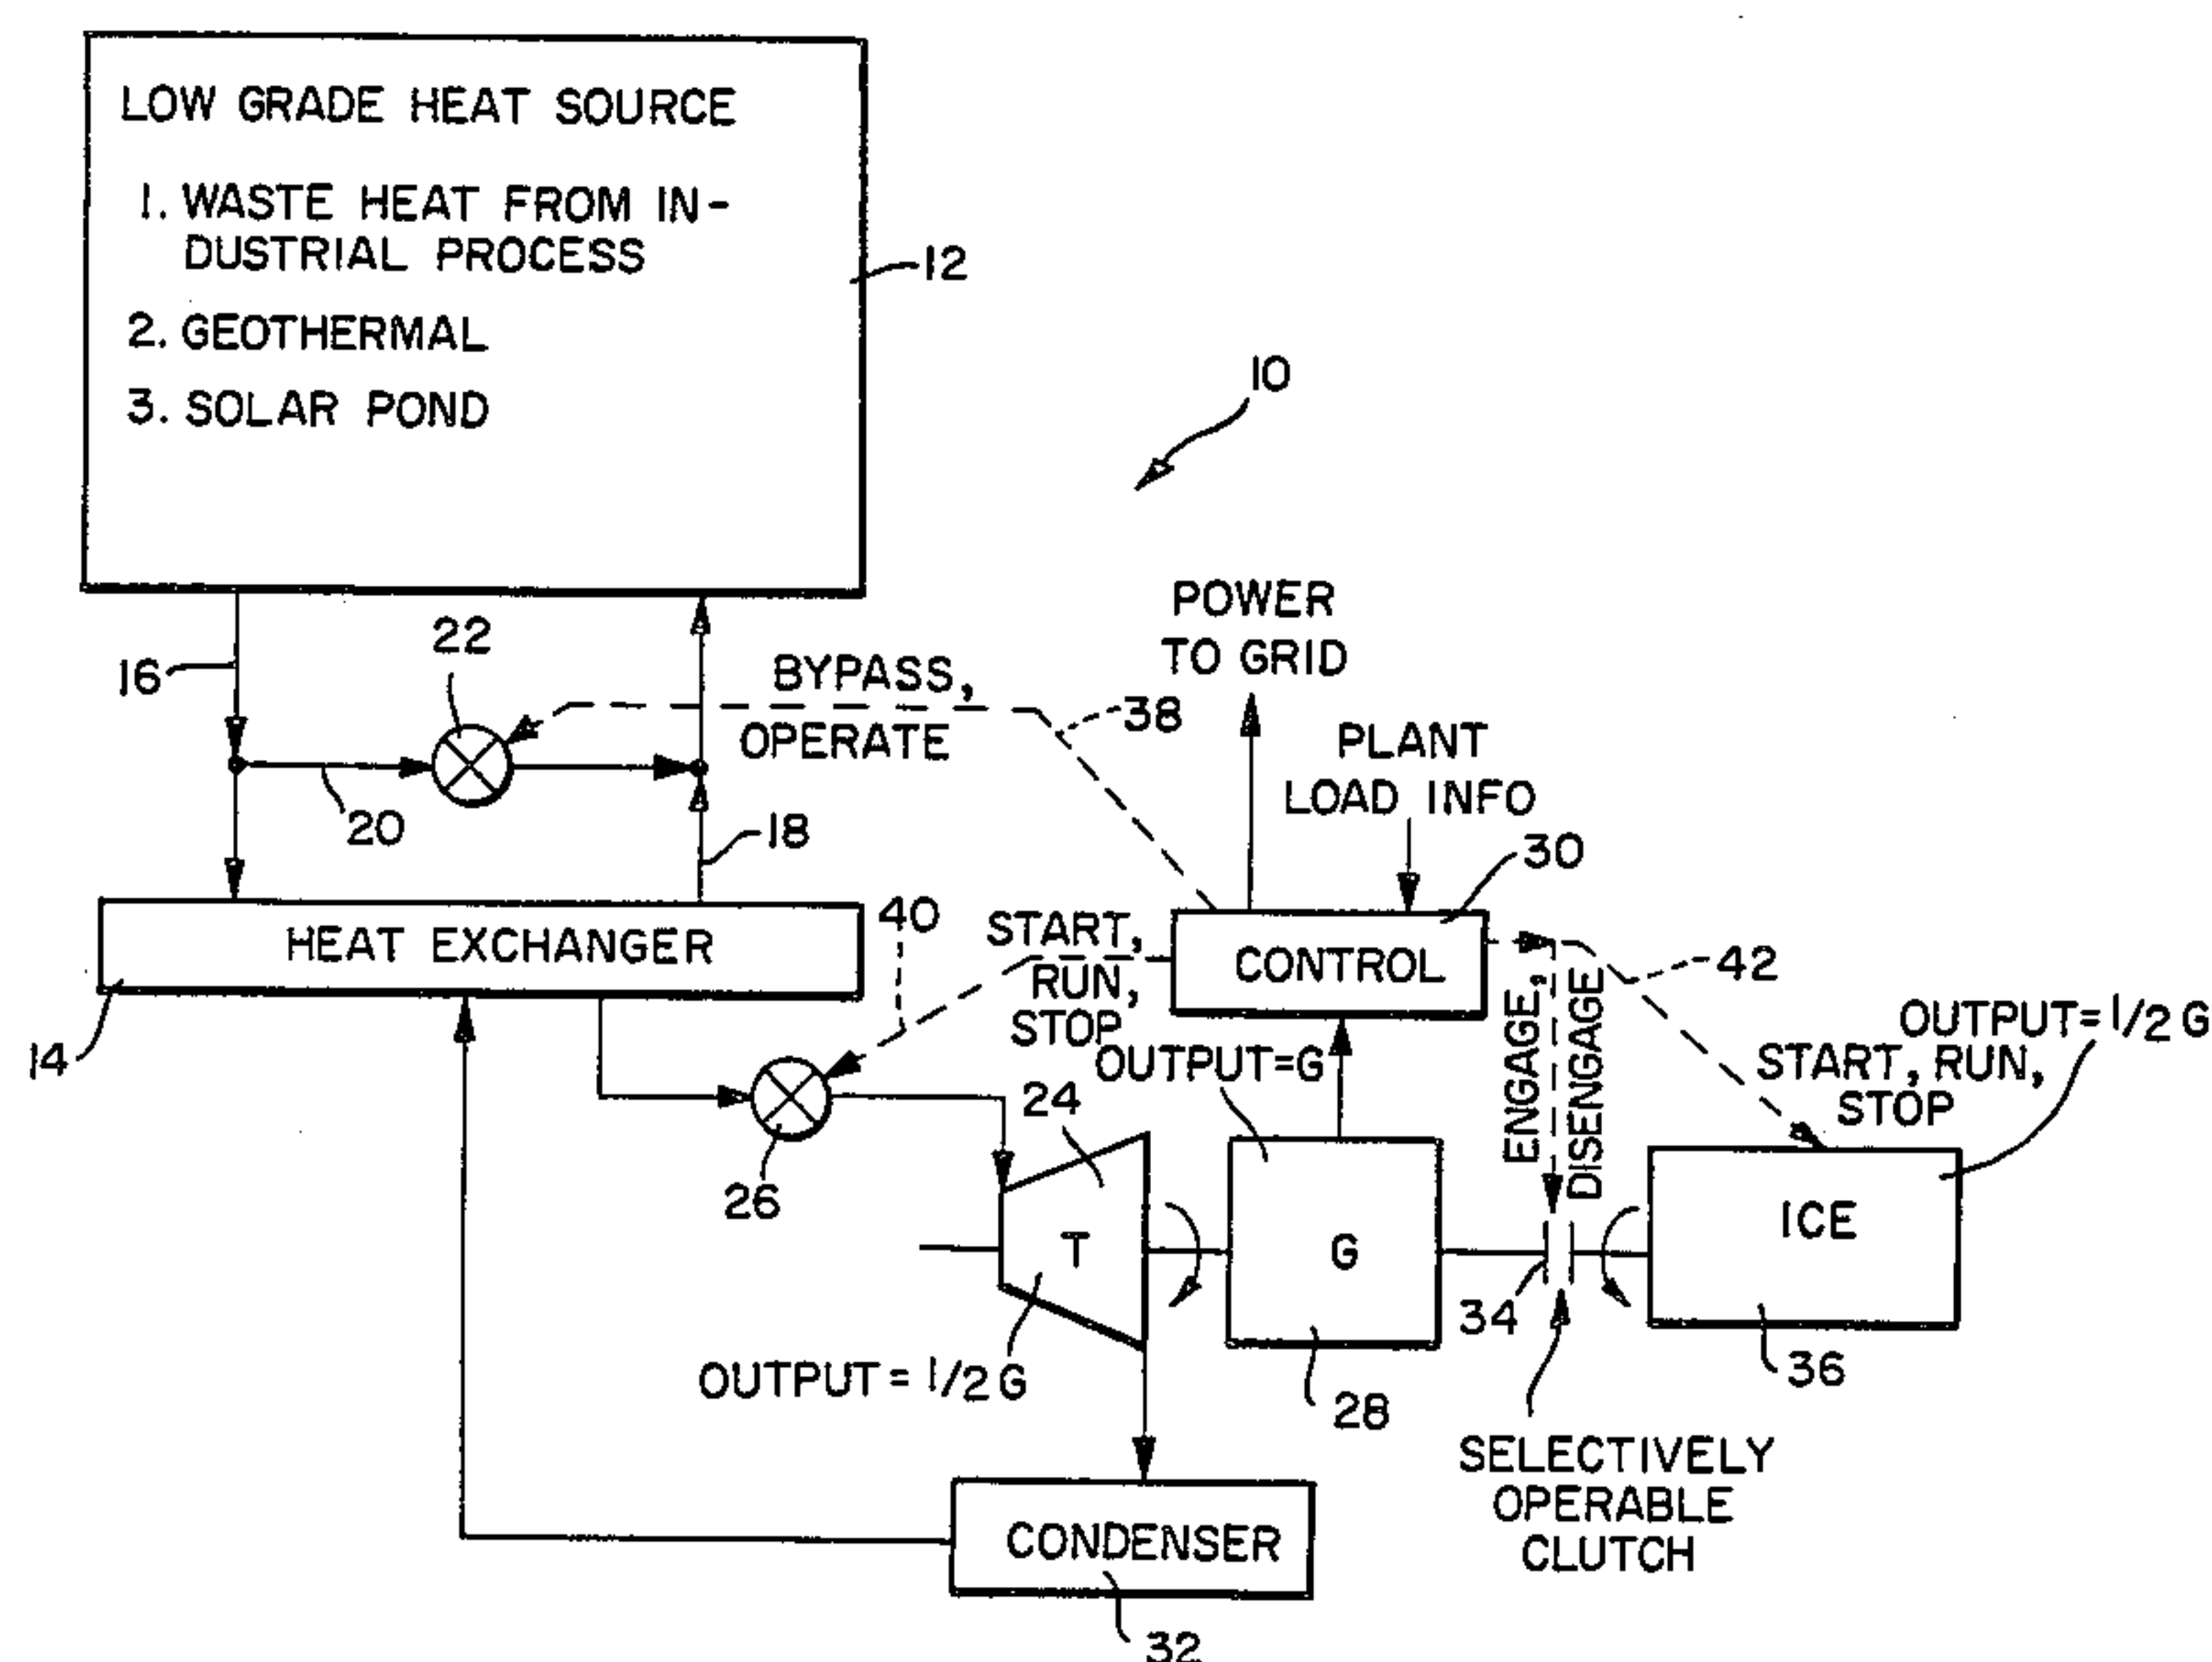 LOW GRADE HEAT SOURCE
1. WASTE HEAT FROM IN-
DUSTRIAL PROCESS
2. GEOTHERMAL
3. SOLAR POND
12
10
16
22
20
18
BYPASS,
OPERATE
38
POWER
TO GRID
PLANT
LOAD INFO
30
HEAT EXCHANGER
14
40
START,
RUN,
STOP
CONTROL
42
ENGAGE,
DISENGAGE
OUTPUT=1/2 G
START, RUN,
STOP
26
24
OUTPUT=G
T
G
ICE
34
36
OUTPUT= 1/2 G
28
SELECTIVELY
OPERABLE
CLUTCH
CONDENSER
32